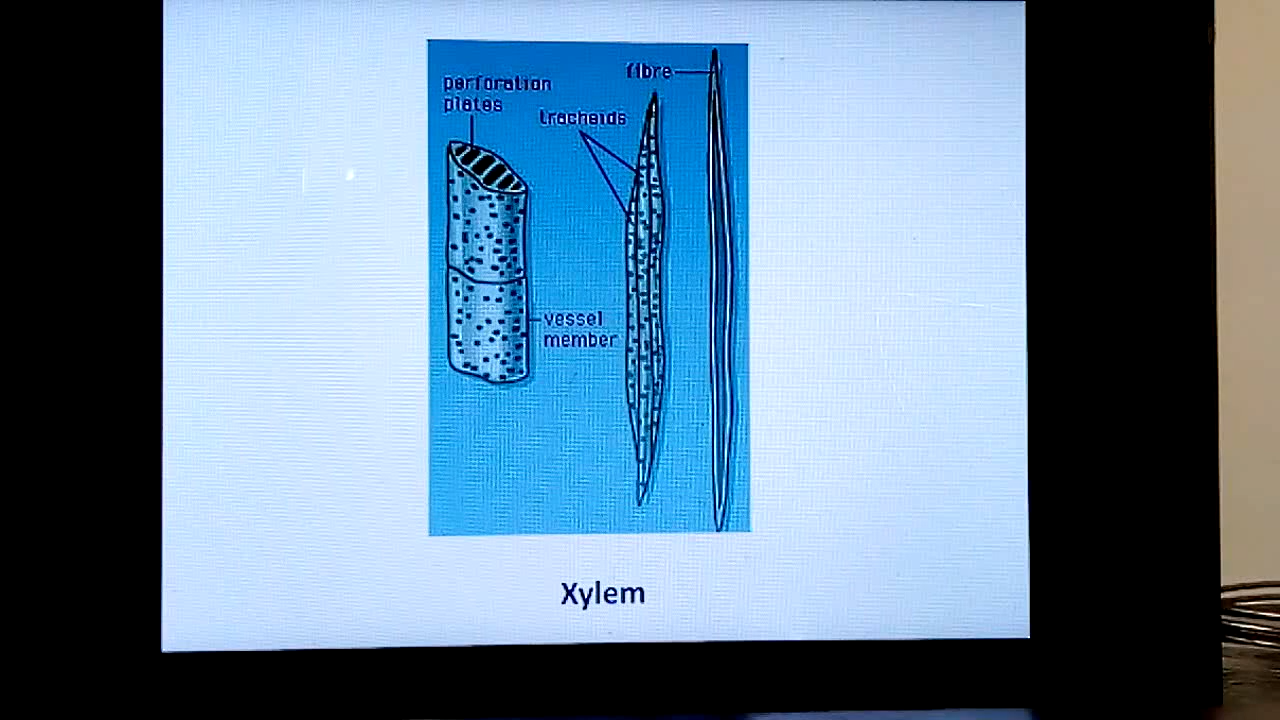 fibre
perforation
plates
tracheids
vessel
member
Xylem